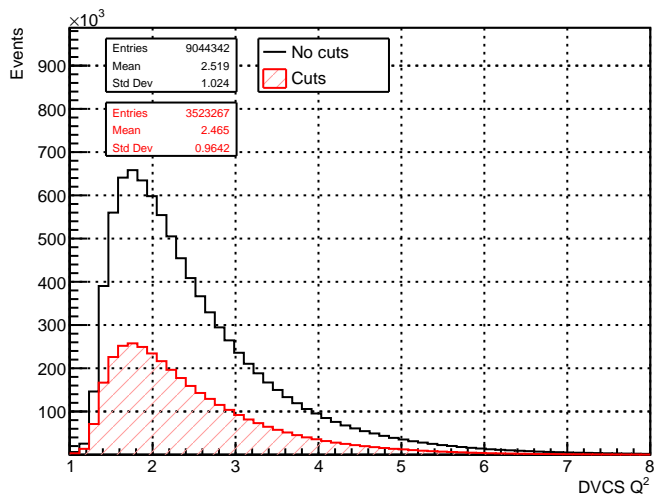 ×10³
Events
Entries 9044342
Mean 2.519
Std Dev 1.024
Entries 3523267
Mean 2.465
Std Dev 0.9642
No cuts
Cuts
900
800
700
600
500
400
300
200
100
1 2 3 4 5 6 7 8
DVCS Q²